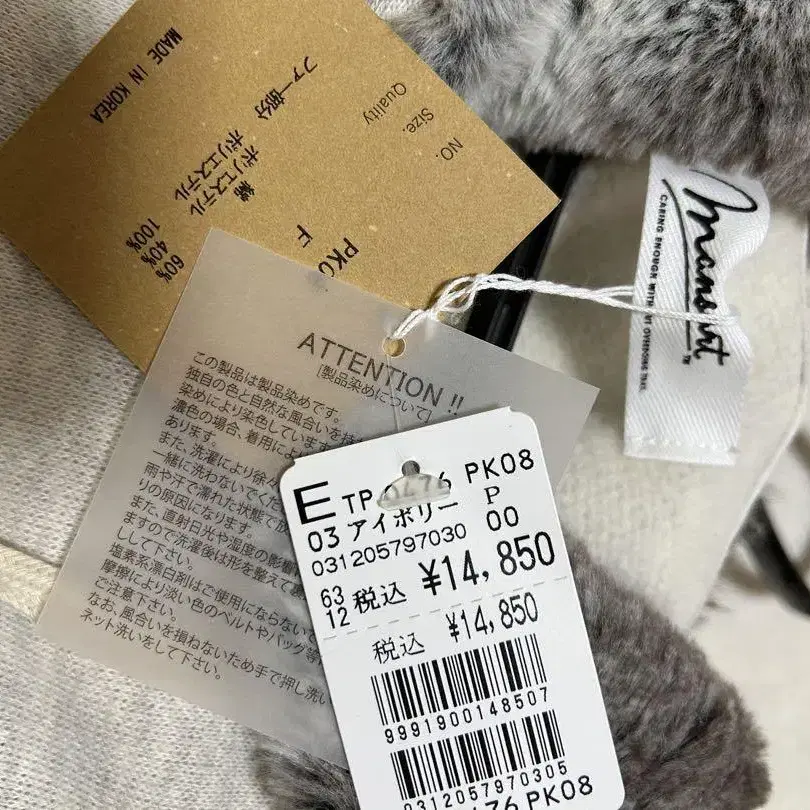 MADE IN KOREA
NO.
Size.
Quality
PK0
F
綿 60%
ポリエステル 40%
ファー部分 ポリエステル 100%
Mansart
CARING ENOUGH WITHOUT OVERDOING
ATTENTION !!
[製品染めについて]
この製品は製品染めです。
独自の色と自然な風合いを持
染めにより染色しています
濃色の場合、着用によ
あります。
また、洗濯により徐々
一緒に洗わないでくだ
雨や汗で濡れた状態で
りの原因になります。
また、直射日光や湿度の影響
ますので洗濯後は形を整えて
しして下さい。
塩素系漂白剤はご使用にならない
摩擦により淡い色のベルトやバッグ等
ご注意下さい。
なお、風合いを損ねないため手で押し洗い
ネット洗いをして下さい。
E TP 0476 PK08
03 アイボリー P
00
031205797030
63
12 税込 ¥14,850
税込 ¥14,850
9991900148507
0312057970305
476 PK08